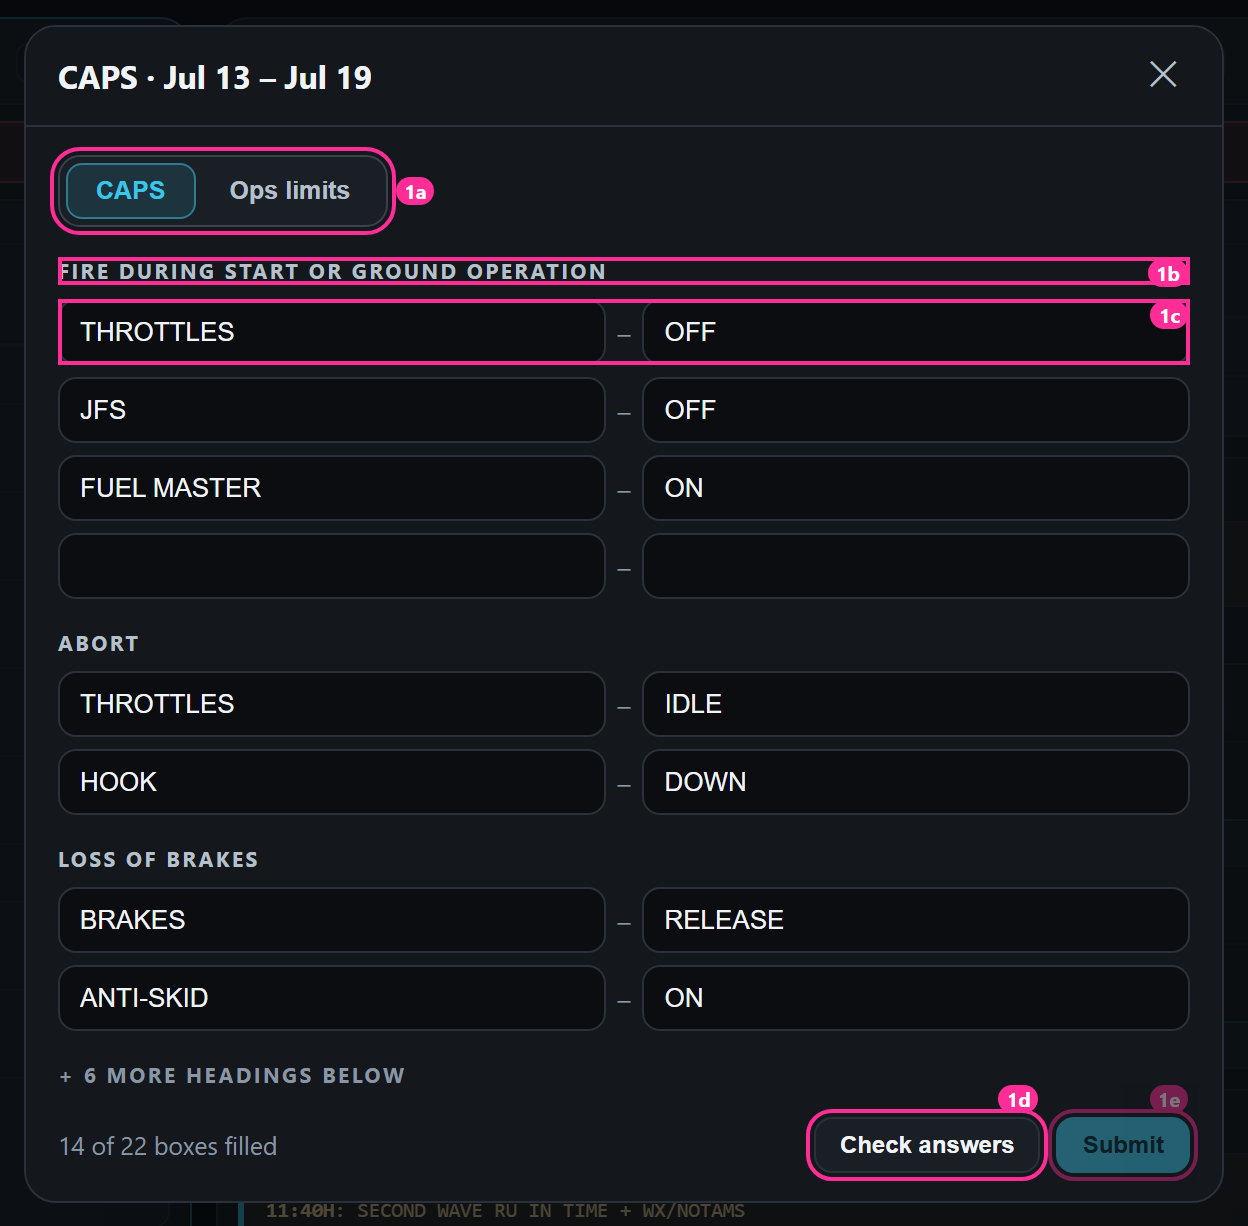 CAPS · Jul 13 – Jul 19
CAPS Ops limits 1a
FIRE DURING START OR GROUND OPERATION 1b
1c
THROTTLES – OFF
JFS – OFF
FUEL MASTER – ON
–
ABORT
THROTTLES – IDLE
HOOK – DOWN
LOSS OF BRAKES
BRAKES – RELEASE
ANTI-SKID – ON
+ 6 MORE HEADINGS BELOW
1d 1e
14 of 22 boxes filled Check answers Submit
11:40H: SECOND WAVE RU IN TIME + WX/NOTAMS